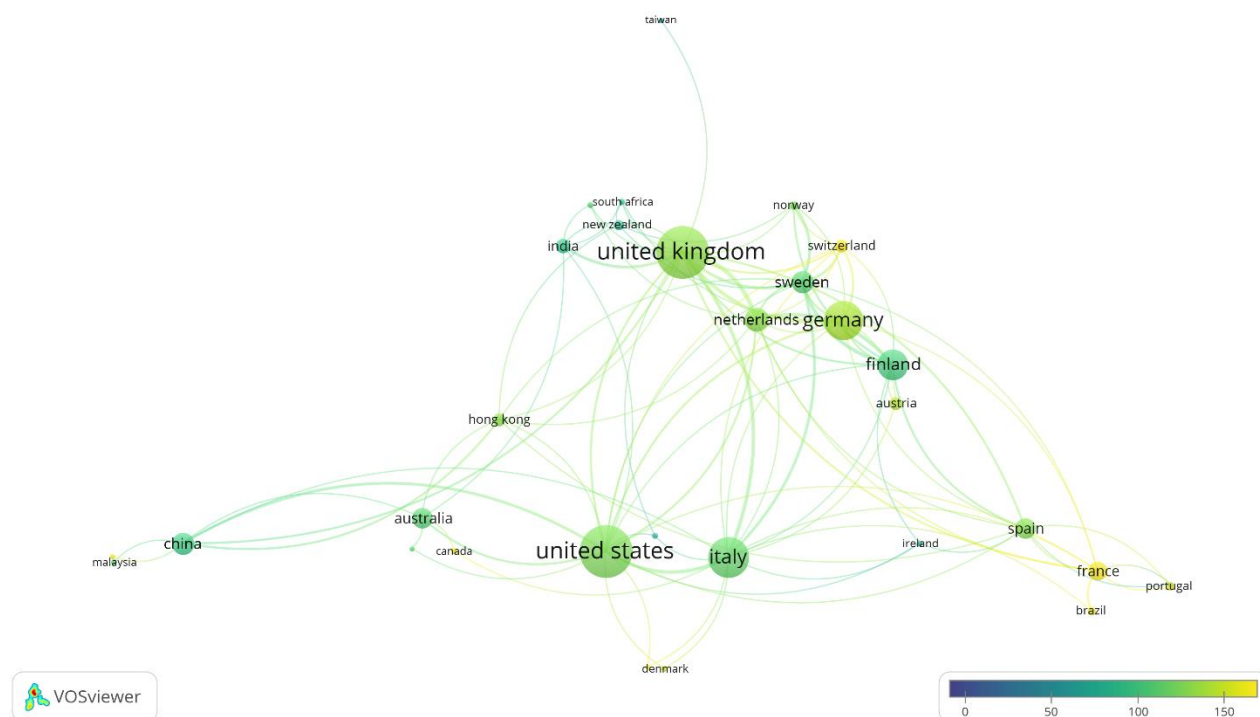 taiwan
south africa
norway
new zealand
india
united kingdom
switzerland
sweden
netherlands
germany
finland
austria
hong kong
australia
spain
china
united states
italy
ireland
canada
malaysia
france
portugal
brazil
denmark
VOSviewer
0 50 100 150